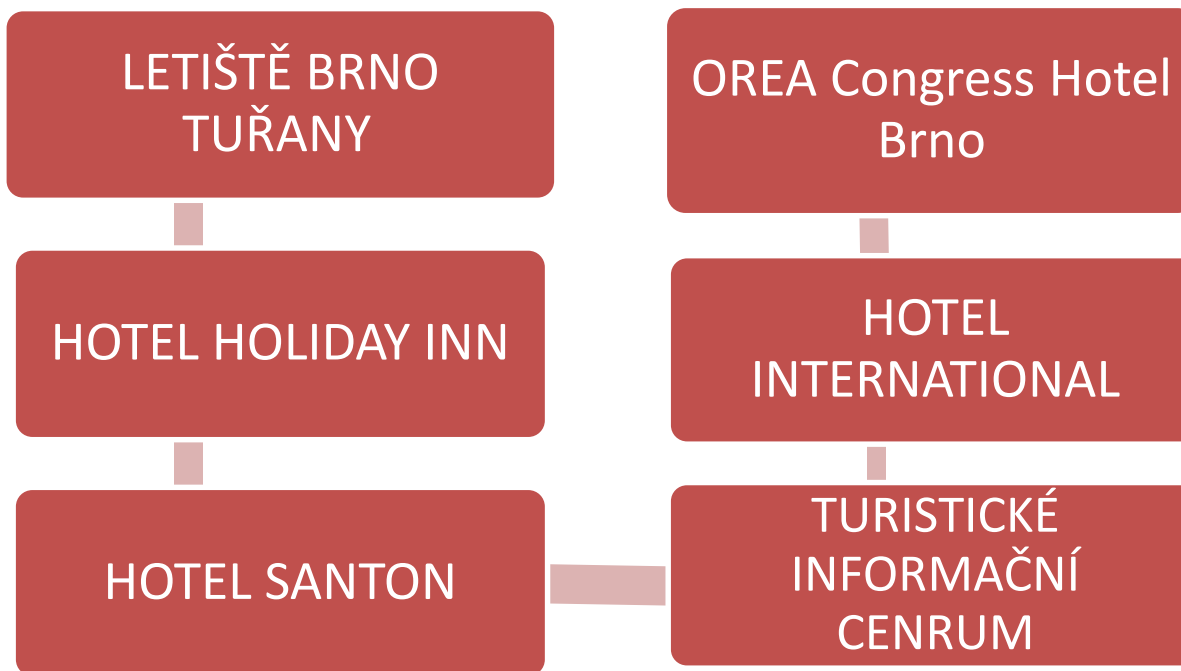 LETIŠTĚ BRNO
TUŘANY
HOTEL HOLIDAY INN
HOTEL SANTON
TURISTICKÉ
INFORMAČNÍ
CENRUM
HOTEL
INTERNATIONAL
OREA Congress Hotel
Brno